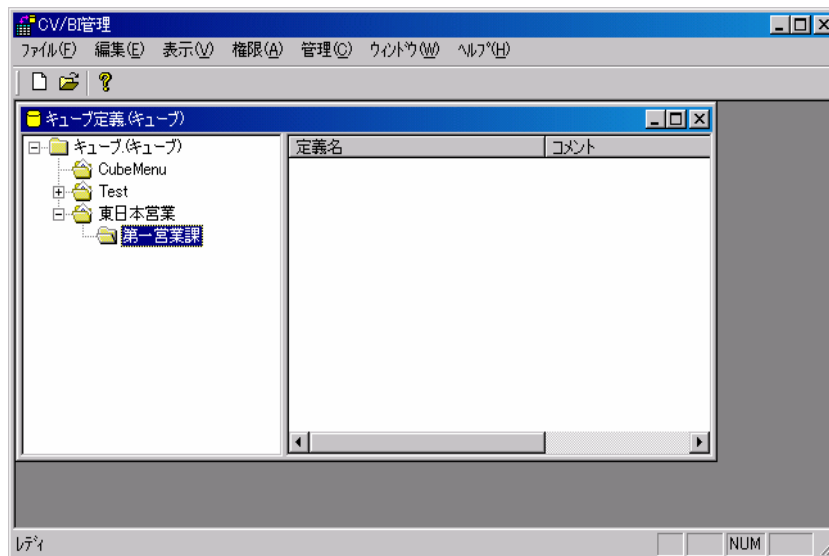 CV/BI管理
ファイル(F) 編集(E) 表示(V) 権限(A) 管理(C) ウィンドウ(W) ヘルプ(H)
キューブ定義.(キューブ)
キューブ.(キューブ)
CubeMenu
Test
東日本営業
第一営業課
定義名 コメント
レディ NUM